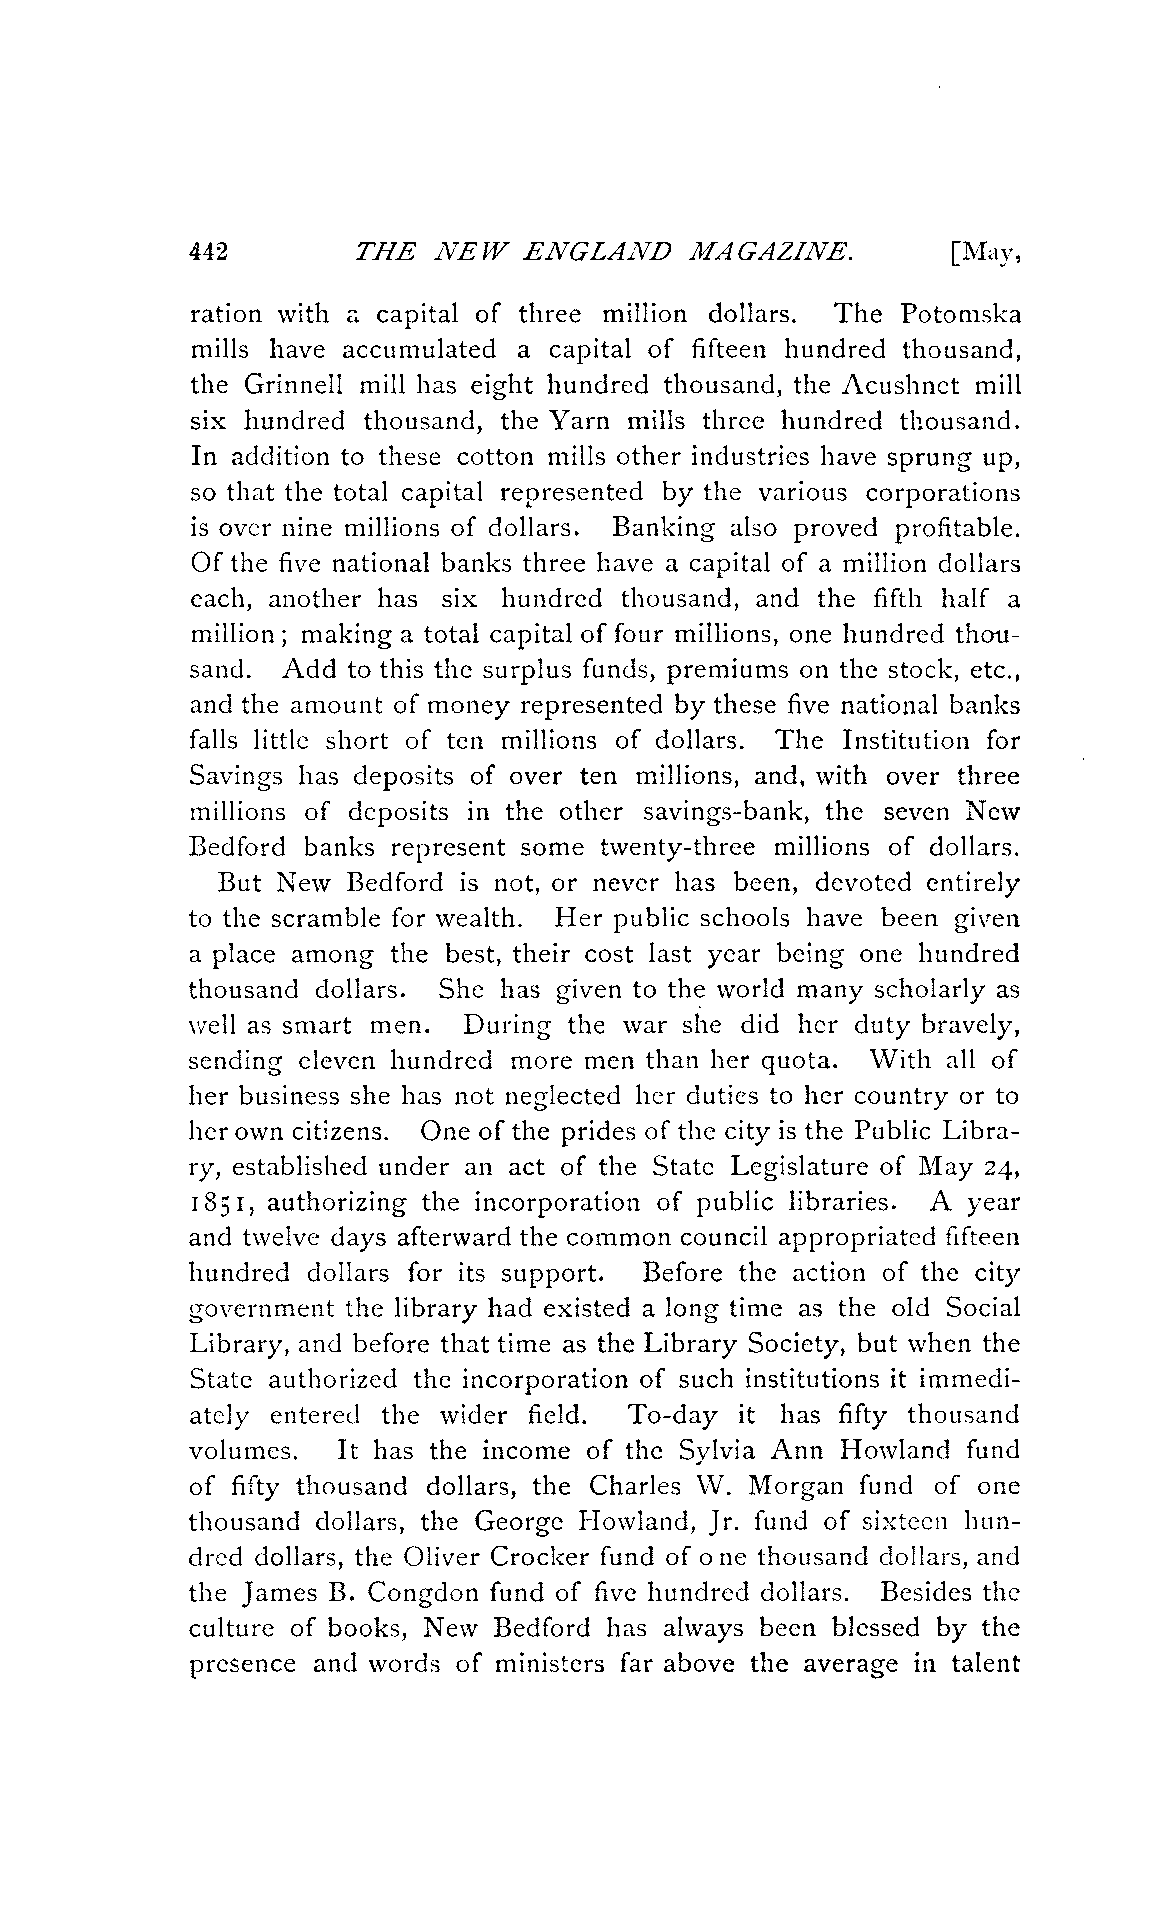 442 THE NEW ENGLAND MAGAZINE. [May,
ration with a capital of three million dollars. The Potomska
mills have accumulated a capital of fifteen hundred thousand,
the Grinnell mill has eight hundred thousand, the Acushnet mill
six hundred thousand, the Yarn mills three hundred thousand.
In addition to these cotton mills other industries have sprung up,
so that the total capital represented by the various corporations
is over nine millions of dollars. Banking also proved profitable.
Of the five national banks three have a capital of a million dollars
each, another has six hundred thousand, and the fifth half a
million; making a total capital of four millions, one hundred thou-
sand. Add to this the surplus funds, premiums on the stock, etc.,
and the amount of money represented by these five national banks
falls little short of ten millions of dollars. The Institution for
Savings has deposits of over ten millions, and, with over three
millions of deposits in the other savings-bank, the seven New
Bedford banks represent some twenty-three millions of dollars.
But New Bedford is not, or never has been, devoted entirely
to the scramble for wealth. Her public schools have been given
a place among the best, their cost last year being one hundred
thousand dollars. She has given to the world many scholarly as
well as smart men. During the war she did her duty bravely,
sending eleven hundred more men than her quota. With all of
her business she has not neglected her duties to her country or to
her own citizens. One of the prides of the city is the Public Libra-
ry, established under an act of the State Legislature of May 24,
1851, authorizing the incorporation of public libraries. A year
and twelve days afterward the common council appropriated fifteen
hundred dollars for its support. Before the action of the city
government the library had existed a long time as the old Social
Library, and before that time as the Library Society, but when the
State authorized the incorporation of such institutions it immedi-
ately entered the wider field. To-day it has fifty thousand
volumes. It has the income of the Sylvia Ann Howland fund
of fifty thousand dollars, the Charles W. Morgan fund of one
thousand dollars, the George Howland, Jr. fund of sixteen hun-
dred dollars, the Oliver Crocker fund of one thousand dollars, and
the James B. Congdon fund of five hundred dollars. Besides the
culture of books, New Bedford has always been blessed by the
presence and words of ministers far above the average in talent